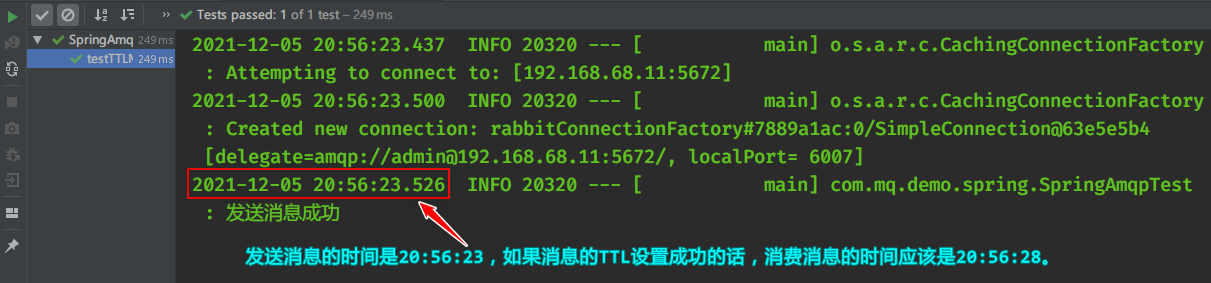 » Tests passed: 1 of 1 test – 249 ms
SpringAmq 249 ms
testTTLM 249 ms
2021-12-05 20:56:23.437  INFO 20320 --- [           main] o.s.a.r.c.CachingConnectionFactory
: Attempting to connect to: [192.168.68.11:5672]
2021-12-05 20:56:23.500  INFO 20320 --- [           main] o.s.a.r.c.CachingConnectionFactory
: Created new connection: rabbitConnectionFactory#7889a1ac:0/SimpleConnection@63e5e5b4
[delegate=amqp://admin@192.168.68.11:5672/, localPort= 6007]
2021-12-05 20:56:23.526  INFO 20320 --- [           main] com.mq.demo.spring.SpringAmqpTest
: 发送消息成功
发送消息的时间是20:56:23，如果消息的TTL设置成功的话，消费消息的时间应该是20:56:28。